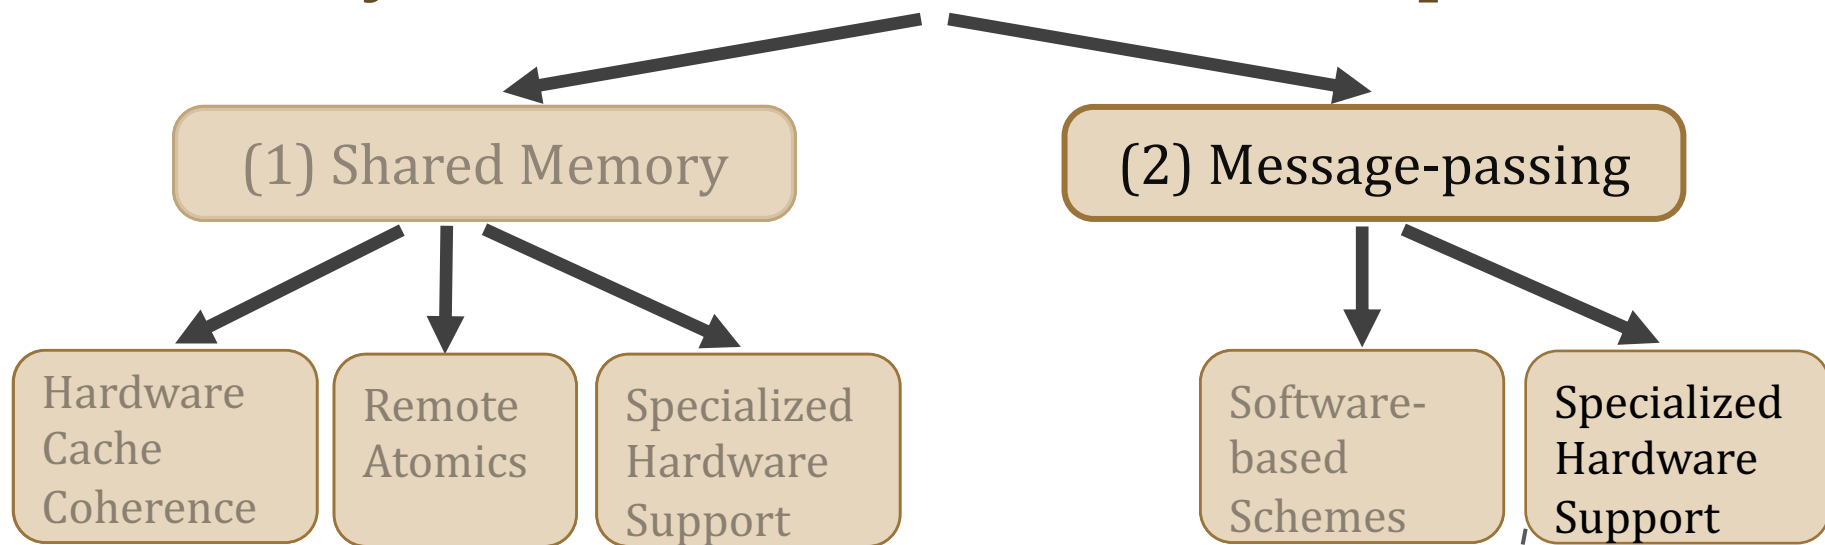 (1) Shared Memory
(2) Message-passing
Hardware
Cache
Coherence
Remote
Atomics
Specialized
Hardware
Support
Software-
based
Schemes
Specialized
Hardware
Support